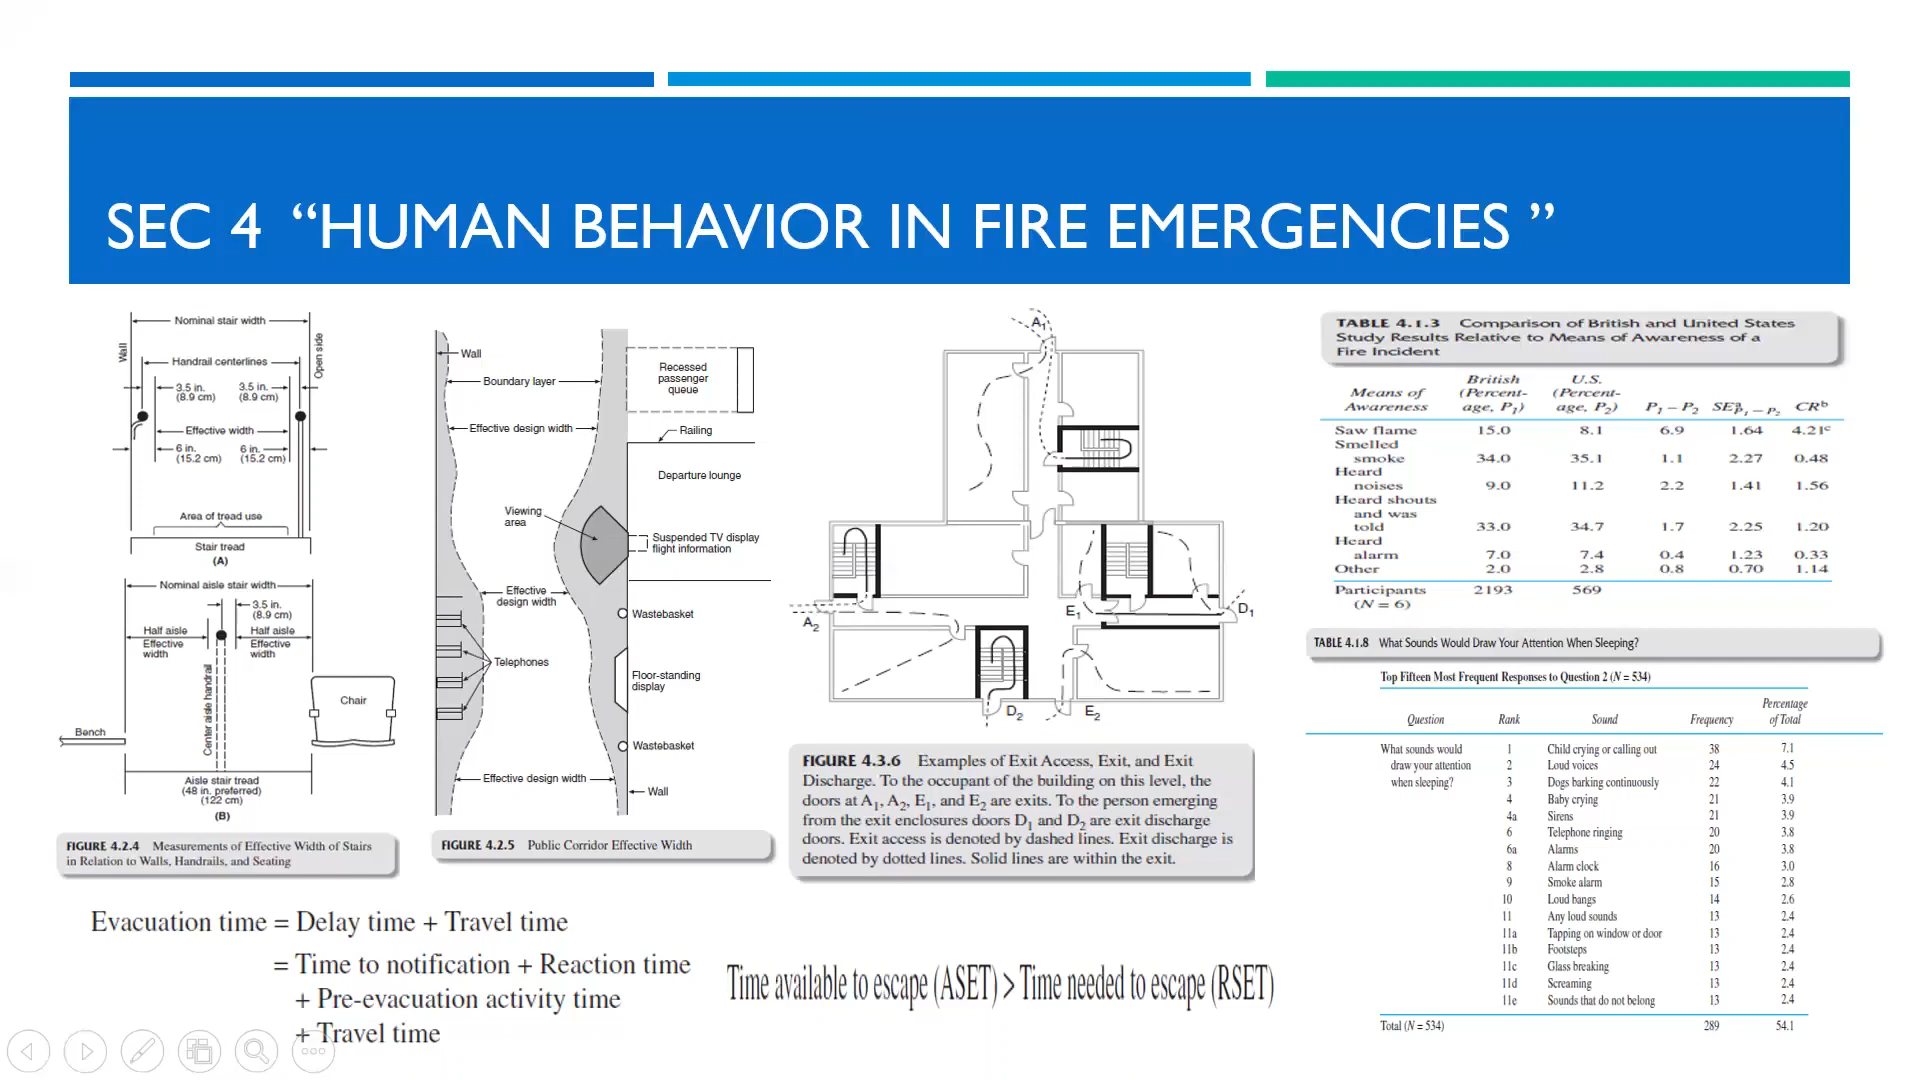 SEC 4 “HUMAN BEHAVIOR IN FIRE EMERGENCIES ”
Nominal stair width
Wall
Open side
Handrail centerlines
3.5 in.
(8.9 cm)
3.5 in.
(8.9 cm)
Effective width
6 in.
(15.2 cm)
6 in.
(15.2 cm)
Area of tread use
Stair tread
(A)
Nominal aisle stair width
3.5 in.
(8.9 cm)
Half aisle
Effective
width
Half aisle
Effective
width
Center aisle handrail
Chair
Bench
Aisle stair tread
(48 in. preferred)
(122 cm)
(B)
FIGURE 4.2.4 Measurements of Effective Width of Stairs
in Relation to Walls, Handrails, and Seating
Wall
Boundary layer
Recessed
passenger
queue
Effective design width
Railing
Departure lounge
Viewing
area
Suspended TV display
flight information
Effective
design width
Wastebasket
Telephones
Floor-standing
display
Wastebasket
Effective design width
Wall
FIGURE 4.2.5 Public Corridor Effective Width
A1
A2
E1
D1
D2
E2
FIGURE 4.3.6 Examples of Exit Access, Exit, and Exit
Discharge. To the occupant of the building on this level, the
doors at A1, A2, E1, and E2 are exits. To the person emerging
from the exit enclosures doors D1 and D2 are exit discharge
doors. Exit access is denoted by dashed lines. Exit discharge is
denoted by dotted lines. Solid lines are within the exit.
TABLE 4.1.3 Comparison of British and United States
Study Results Relative to Means of Awareness of a
Fire Incident
Means of Awareness British (Percent-age, P1) U.S. (Percent-age, P2) P1 – P2 SEaP1 – P2 CRb
Saw flame 15.0 8.1 6.9 1.64 4.21c
Smelled
smoke 34.0 35.1 1.1 2.27 0.48
Heard
noises 9.0 11.2 2.2 1.41 1.56
Heard shouts
and was
told 33.0 34.7 1.7 2.25 1.20
Heard
alarm 7.0 7.4 0.4 1.23 0.33
Other 2.0 2.8 0.8 0.70 1.14
Participants 2193 569
(N = 6)
TABLE 4.1.8 What Sounds Would Draw Your Attention When Sleeping?
Top Fifteen Most Frequent Responses to Question 2 (N = 534)
Question Rank Sound Frequency Percentage of Total
What sounds would 1 Child crying or calling out 38 7.1
draw your attention 2 Loud voices 24 4.5
when sleeping? 3 Dogs barking continuously 22 4.1
4 Baby crying 21 3.9
4a Sirens 21 3.9
6 Telephone ringing 20 3.8
6a Alarms 20 3.8
8 Alarm clock 16 3.0
9 Smoke alarm 15 2.8
10 Loud bangs 14 2.6
11 Any loud sounds 13 2.4
11a Tapping on window or door 13 2.4
11b Footsteps 13 2.4
11c Glass breaking 13 2.4
11d Screaming 13 2.4
11e Sounds that do not belong 13 2.4
Total (N = 534) 289 54.1
Evacuation time = Delay time + Travel time
= Time to notification + Reaction time
+ Pre-evacuation activity time
+ Travel time
Time available to escape (ASET) > Time needed to escape (RSET)